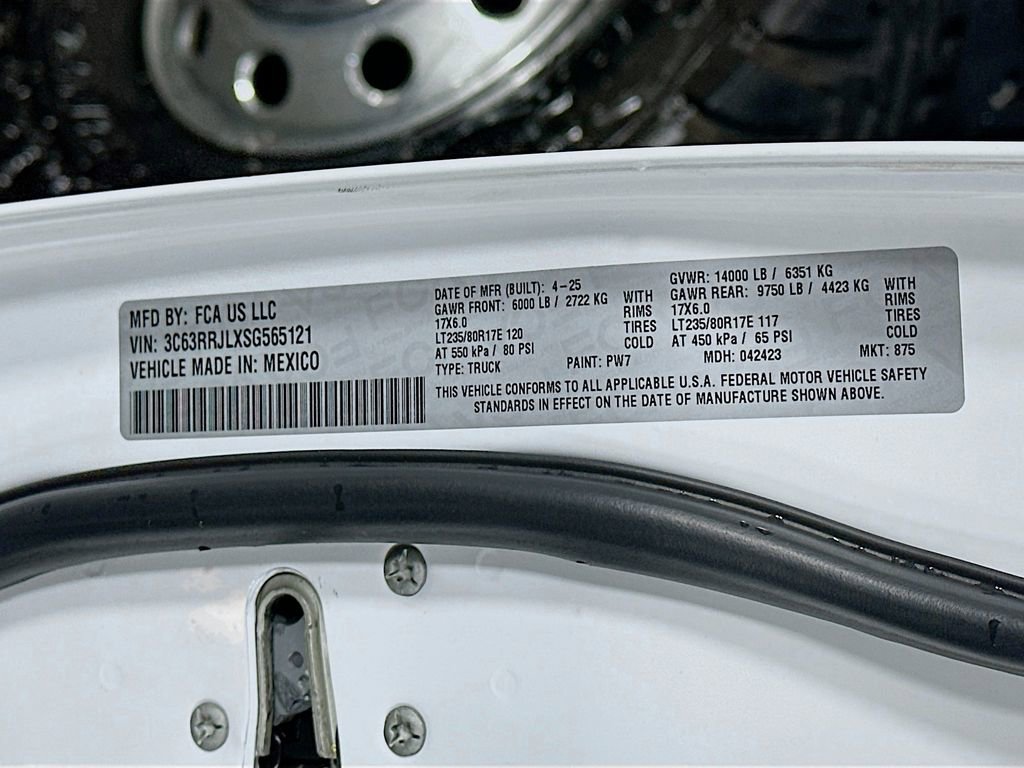 MFD BY: FCA US LLC
VIN: 3C63RRJLXSG565121
VEHICLE MADE IN: MEXICO
DATE OF MFR (BUILT): 4-25
GAWR FRONT: 6000 LB / 2722 KG WITH
17X6.0 RIMS
LT235/80R17E 120 TIRES
AT 550 kPa / 80 PSI COLD
TYPE: TRUCK PAINT: PW7
GVWR: 14000 LB / 6351 KG
GAWR REAR: 9750 LB / 4423 KG WITH
17X6.0 RIMS
LT235/80R17E 117 TIRES
AT 450 kPa / 65 PSI COLD
MDH: 042423 MKT: 875
THIS VEHICLE CONFORMS TO ALL APPLICABLE U.S.A. FEDERAL MOTOR VEHICLE SAFETY
STANDARDS IN EFFECT ON THE DATE OF MANUFACTURE SHOWN ABOVE.